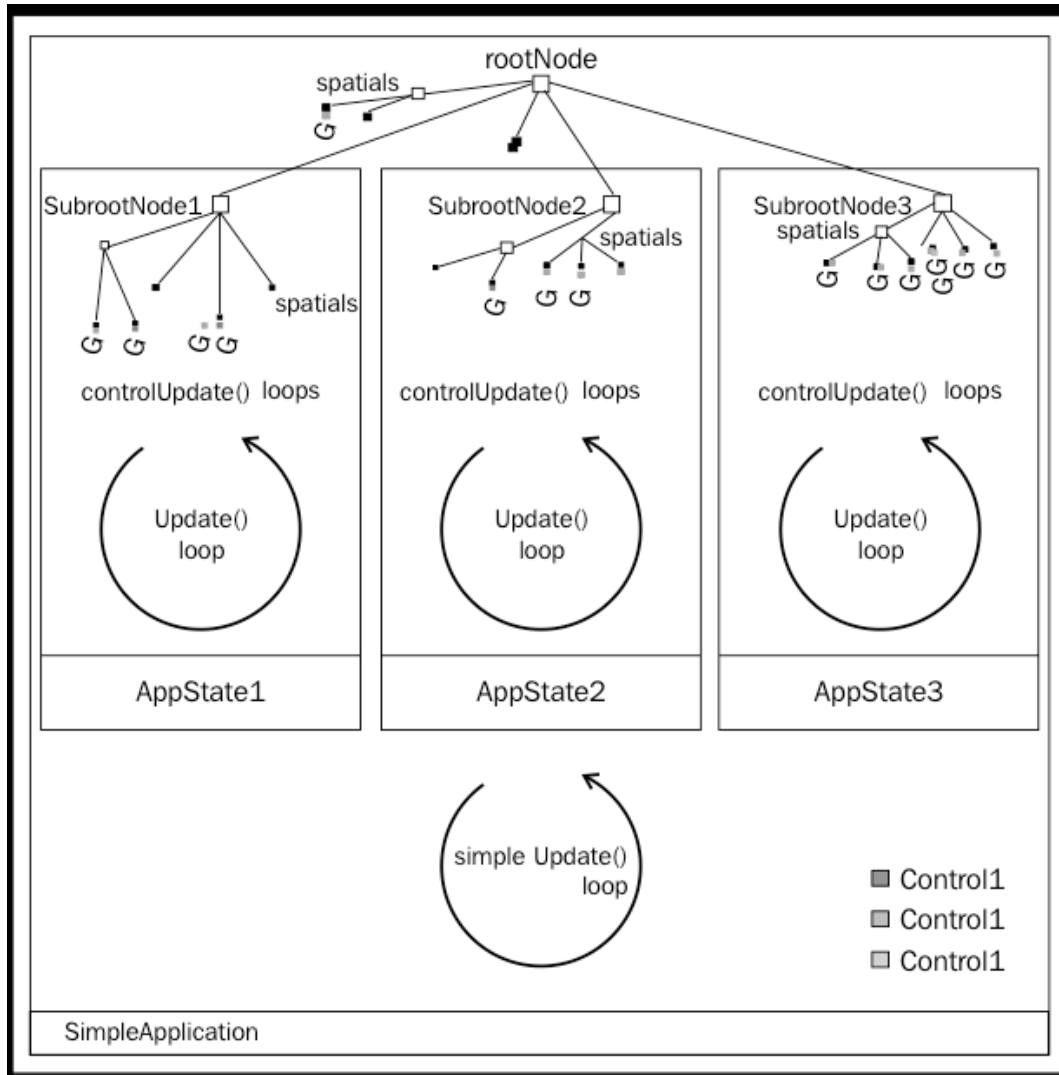 rootNode
spatials
G
SubrootNode1
spatials
G
G
G
G
controlUpdate() loops
Update()
loop
AppState1
SubrootNode2
spatials
G
G
G
controlUpdate() loops
Update()
loop
AppState2
SubrootNode3
spatials
G
G
G
G
G
G
G
controlUpdate() loops
Update()
loop
AppState3
simple Update()
loop
Control1
Control1
Control1
SimpleApplication